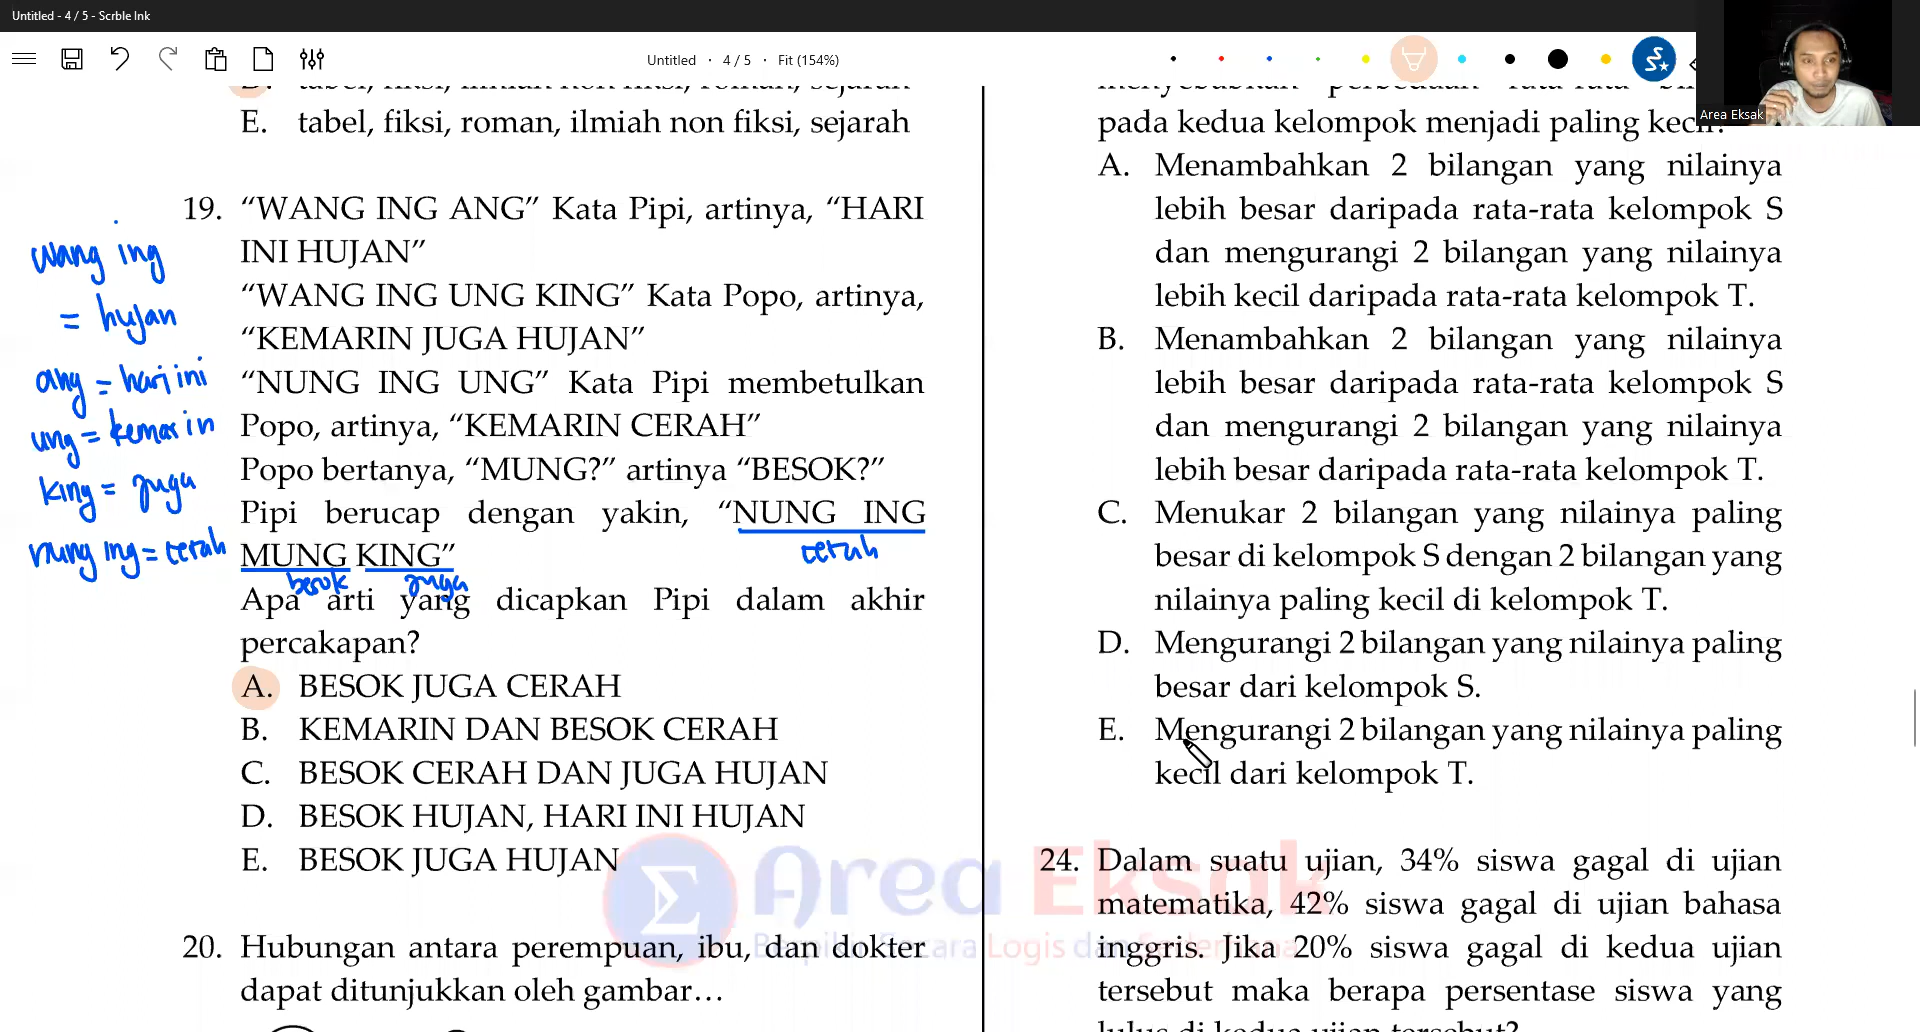 Untitled - 4 / 5 - Scrble Ink
Untitled · 4 / 5 · Fit (154%)
Area Eksak
E. tabel, fiksi, roman, ilmiah non fiksi, sejarah
19. “WANG ING ANG” Kata Pipi, artinya, “HARI
INI HUJAN”
“WANG ING UNG KING” Kata Popo, artinya,
“KEMARIN JUGA HUJAN”
“NUNG ING UNG” Kata Pipi membetulkan
Popo, artinya, “KEMARIN CERAH”
Popo bertanya, “MUNG?” artinya “BESOK?”
Pipi berucap dengan yakin, “NUNG ING
cerah
MUNG KING”
besok juga
Apa arti yang dicapkan Pipi dalam akhir
percakapan?
A. BESOK JUGA CERAH
B. KEMARIN DAN BESOK CERAH
C. BESOK CERAH DAN JUGA HUJAN
D. BESOK HUJAN, HARI INI HUJAN
E. BESOK JUGA HUJAN
20. Hubungan antara perempuan, ibu, dan dokter
dapat ditunjukkan oleh gambar…
wang ing
= hujan
ang = hari ini
ung = kemarin
king = juga
nung ing = cerah
pada kedua kelompok menjadi paling kecil?
A. Menambahkan 2 bilangan yang nilainya
lebih besar daripada rata-rata kelompok S
dan mengurangi 2 bilangan yang nilainya
lebih kecil daripada rata-rata kelompok T.
B. Menambahkan 2 bilangan yang nilainya
lebih besar daripada rata-rata kelompok S
dan mengurangi 2 bilangan yang nilainya
lebih besar daripada rata-rata kelompok T.
C. Menukar 2 bilangan yang nilainya paling
besar di kelompok S dengan 2 bilangan yang
nilainya paling kecil di kelompok T.
D. Mengurangi 2 bilangan yang nilainya paling
besar dari kelompok S.
E. Mengurangi 2 bilangan yang nilainya paling
kecil dari kelompok T.
24. Dalam suatu ujian, 34% siswa gagal di ujian
matematika, 42% siswa gagal di ujian bahasa
inggris. Jika 20% siswa gagal di kedua ujian
tersebut maka berapa persentase siswa yang
lulus di kedua ujian tersebut?
Area Eksak
Berpikir Secara Logis dan Sederhana